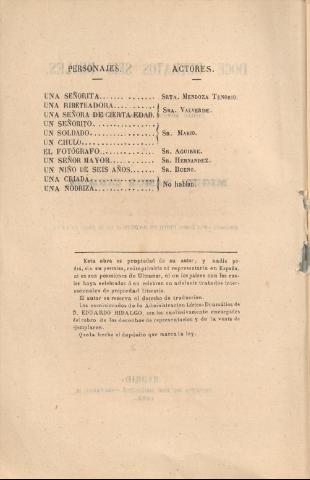 PERSONAJES. ACTORES.
UNA SEÑORITA............. SRTA. MENDOZA TENORIO.
UNA RIBETEADORA.........
UNA SEÑORA DE CIERTA EDAD. SRA. VALVERDE.
UN SEÑORITO..............
UN SOLDADO.............. SR. MARIO.
UN CHULO................
EL FOTÓGRAFO............ SR. AGUIRRE.
UN SEÑOR MAYOR.......... SR. HERNANDEZ.
UN NIÑO DE SEIS AÑOS...... SR. BUENO.
UNA CRIADA..............
UNA NODRIZA............. No hablan.
Esta obra es propiedad de su autor, y nadie po-
drá, sin su permiso, reimprimirla ni representarla en España,
ni en sus posesiones de Ultramar, ni en los países con los cua-
les haya celebrados ó se celebren en adelante tratados inter-
nacionales de propiedad literaria.
El autor se reserva el derecho de traduccion.
Los comisionados de la Administracion Lírico-Dramática de
D. EDUARDO HIDALGO, son los exclusivamente encargados
del cobro de los derechos de representacion y de la venta de
ejemplares.
Queda hecho el depósito que marca la ley.